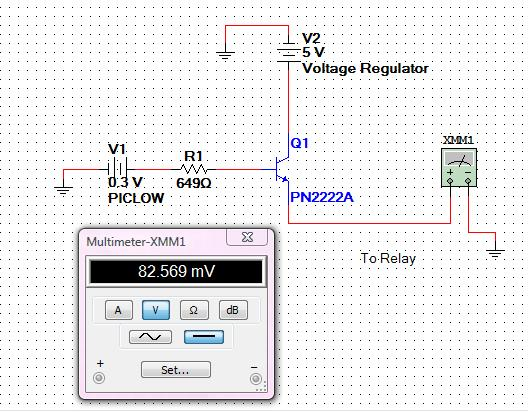 V2
5 V
Voltage Regulator
Q1
XMM1
V1
R1
0.3 V
649Ω
PICLOW
PN2222A
+ -
To Relay
Multimeter-XMM1
82.569 mV
A V Ω dB
+ Set... -